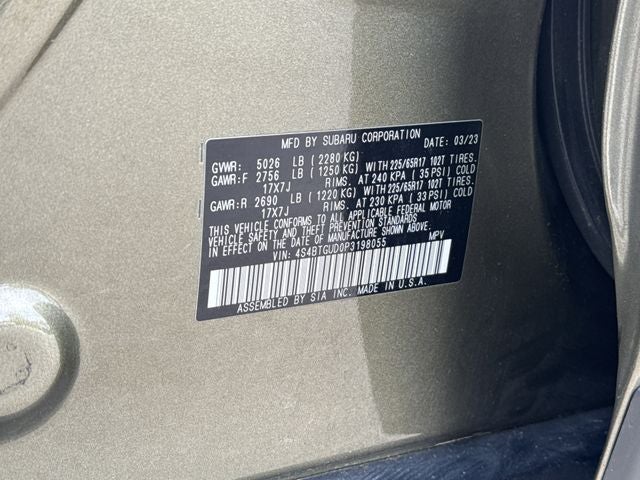 MFD BY SUBARU CORPORATION DATE: 03/23
GVWR: 5026 LB (2280 KG)
GAWR:F 2756 LB (1250 KG) WITH 225/65R17 102T TIRES.
17X7J RIMS. AT 240 KPA (35 PSI) COLD
GAWR:R 2690 LB (1220 KG) WITH 225/65R17 102T TIRES.
17X7J RIMS. AT 230 KPA (33 PSI) COLD
THIS VEHICLE CONFORMS TO ALL APPLICABLE FEDERAL MOTOR
VEHICLE SAFETY AND THEFT PREVENTION STANDARDS IN EFFECT
ON THE DATE OF MANUFACTURE SHOWN ABOVE.
VIN: 4S4BTGUD0P3198055 MPV
ASSEMBLED BY SIA INC. MADE IN U.S.A.